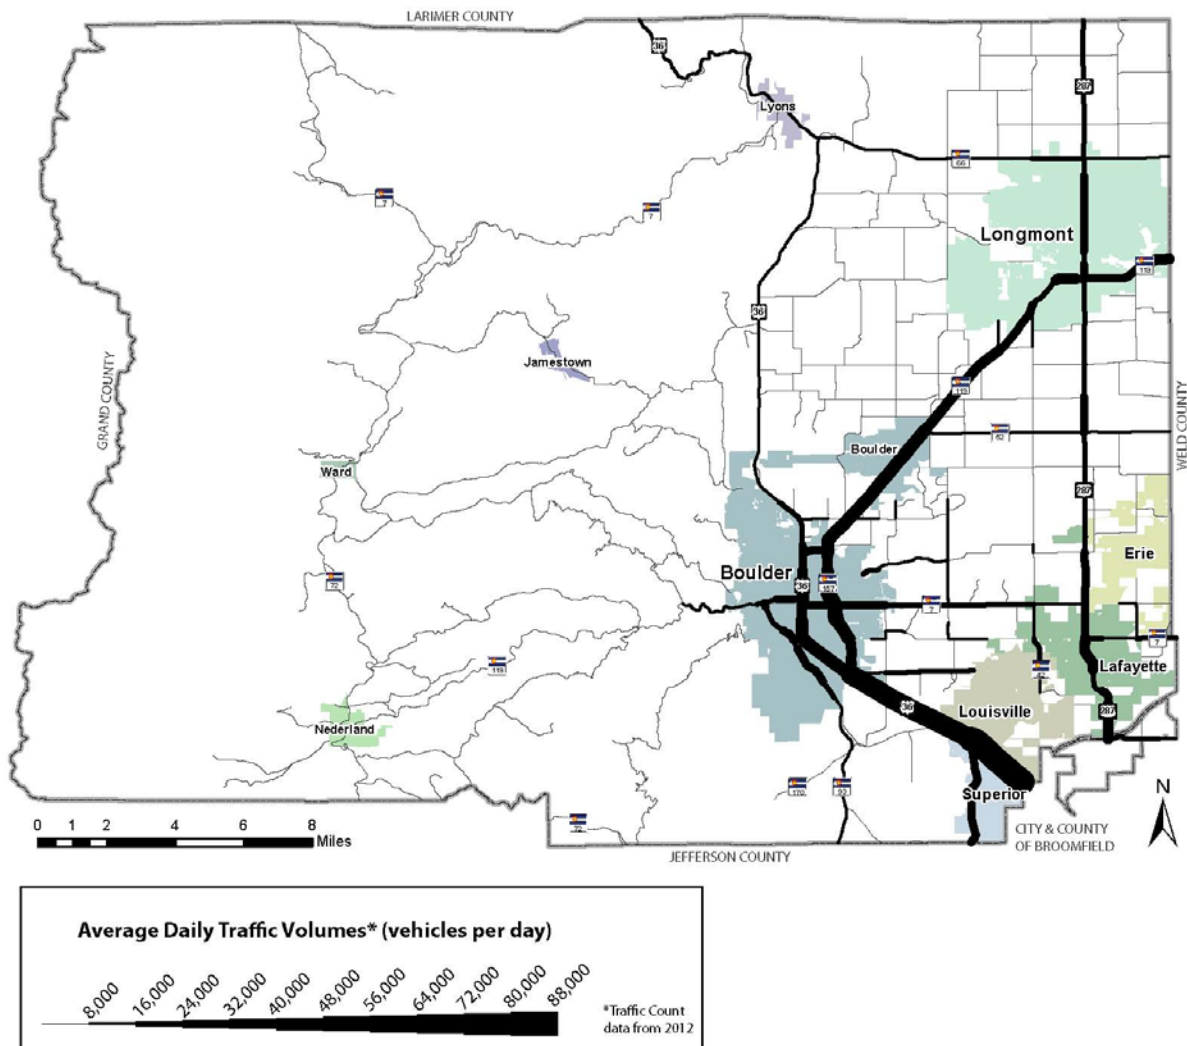 LARIMER COUNTY
36
287
Lyons
66
7
7
Longmont
119
36
GRAND COUNTY
Jamestown
119
WELD COUNTY
52
Boulder
Ward
287
Erie
Boulder
72
36
157
7
7
119
42
Lafayette
Nederland
36
Louisville
287
170
93
Superior
72
N
0 1 2 4 6 8
Miles
CITY & COUNTY
OF BROOMFIELD
JEFFERSON COUNTY
Average Daily Traffic Volumes* (vehicles per day)
8,000 16,000 24,000 32,000 40,000 48,000 56,000 64,000 72,000 80,000 88,000
*Traffic Count
data from 2012